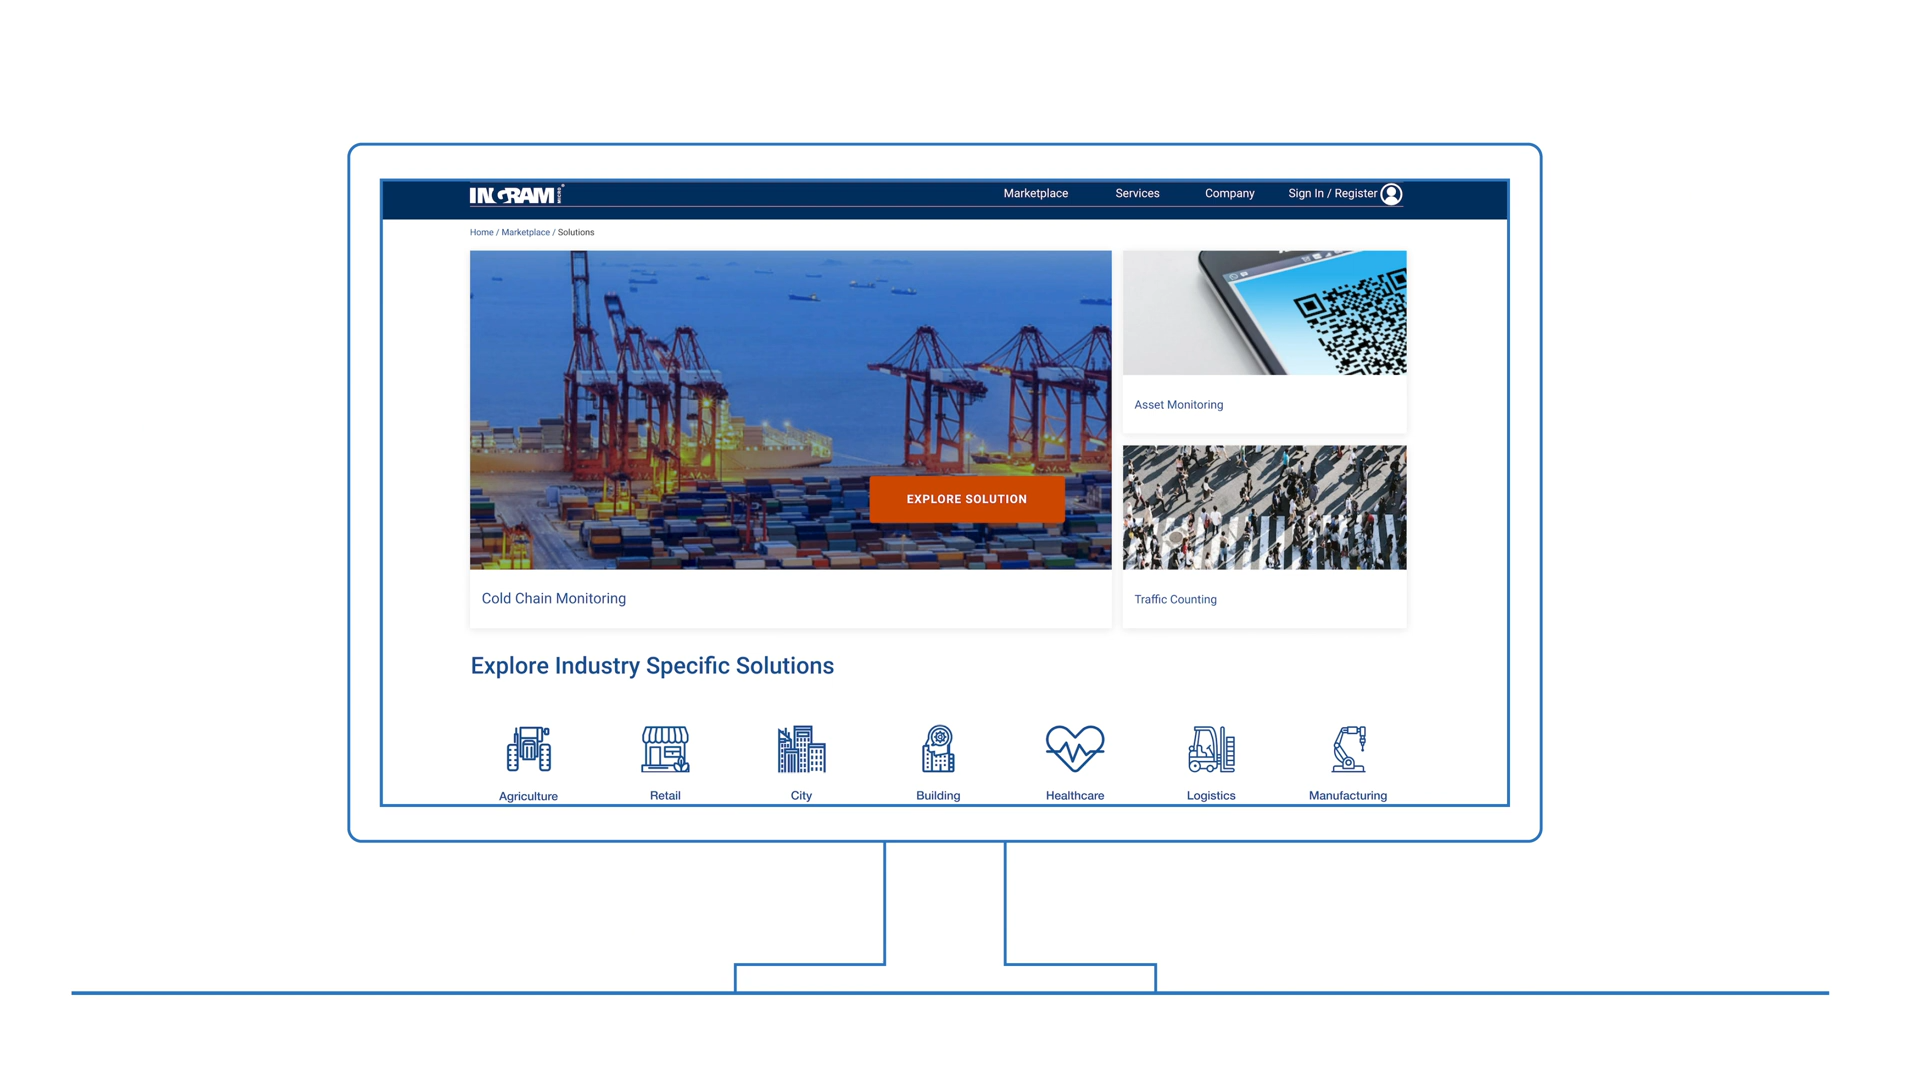 INGRAM MICRO
Marketplace
Services
Company
Sign In / Register
Home / Marketplace / Solutions
EXPLORE SOLUTION
Cold Chain Monitoring
Asset Monitoring
Traffic Counting
Explore Industry Specific Solutions
Agriculture
Retail
City
Building
Healthcare
Logistics
Manufacturing